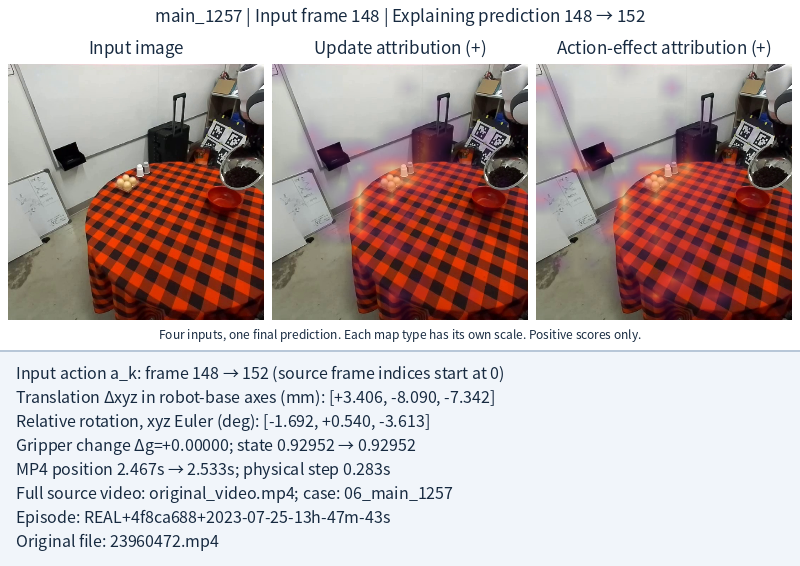 main_1257 | Input frame 148 | Explaining prediction 148 → 152
Input image
Update attribution (+)
Action-effect attribution (+)
Four inputs, one final prediction. Each map type has its own scale. Positive scores only.
Input action a_k: frame 148 → 152 (source frame indices start at 0)
Translation Δxyz in robot-base axes (mm): [+3.406, -8.090, -7.342]
Relative rotation, xyz Euler (deg): [-1.692, +0.540, -3.613]
Gripper change Δg=+0.00000; state 0.92952 → 0.92952
MP4 position 2.467s → 2.533s; physical step 0.283s
Full source video: original_video.mp4; case: 06_main_1257
Episode: REAL+4f8ca688+2023-07-25-13h-47m-43s
Original file: 23960472.mp4